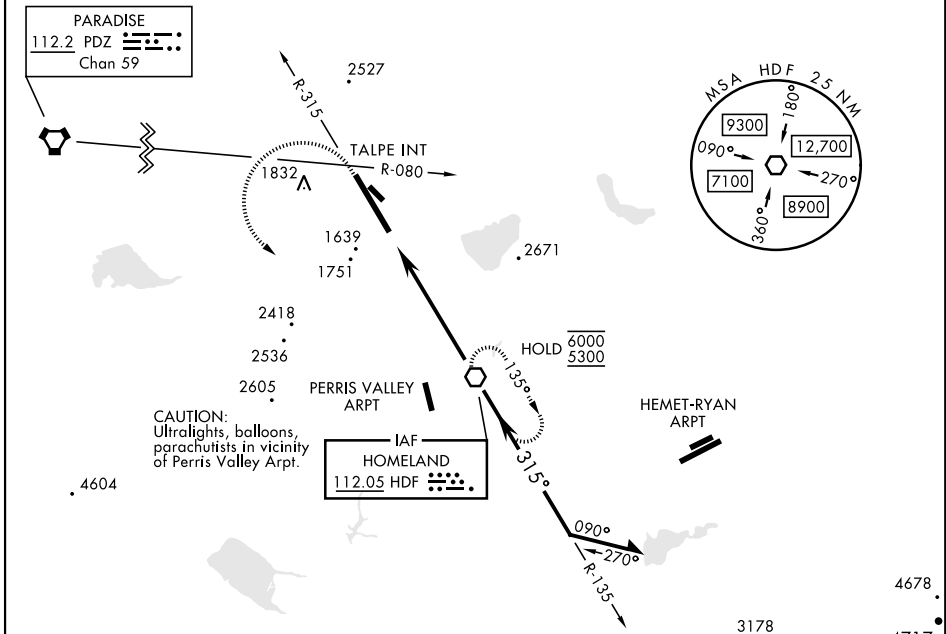 PARADISE
112.2 PDZ
Chan 59
R-315
2527
TALPE INT
R-080
1832
1639
1751
2671
2418
2536
2605
MSA HDF 25 NM
180°
9300
090°
12,700
7100
270°
8900
360°
HOLD 6000
5300
135°
PERRIS VALLEY
ARPT
HEMET-RYAN
ARPT
CAUTION:
Ultralights, balloons,
parachutists in vicinity
of Perris Valley Arpt.
IAF
HOMELAND
112.05 HDF
315°
4604
090°
270°
R-135
4678
3178
4717